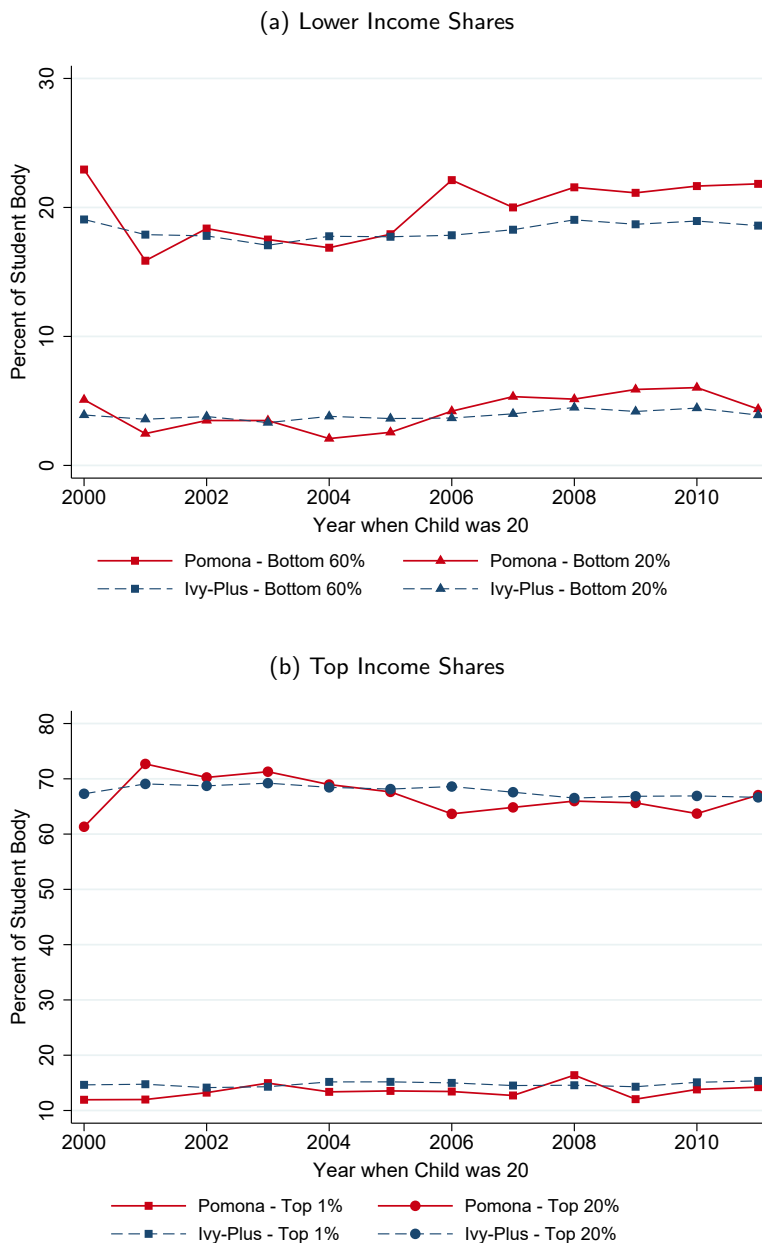 (a) Lower Income Shares
30
20
10
0
Percent of Student Body
2000 2002 2004 2006 2008 2010
Year when Child was 20
Pomona - Bottom 60% Pomona - Bottom 20%
Ivy-Plus - Bottom 60% Ivy-Plus - Bottom 20%
(b) Top Income Shares
80
70
60
50
40
30
20
10
Percent of Student Body
2000 2002 2004 2006 2008 2010
Year when Child was 20
Pomona - Top 1% Pomona - Top 20%
Ivy-Plus - Top 1% Ivy-Plus - Top 20%